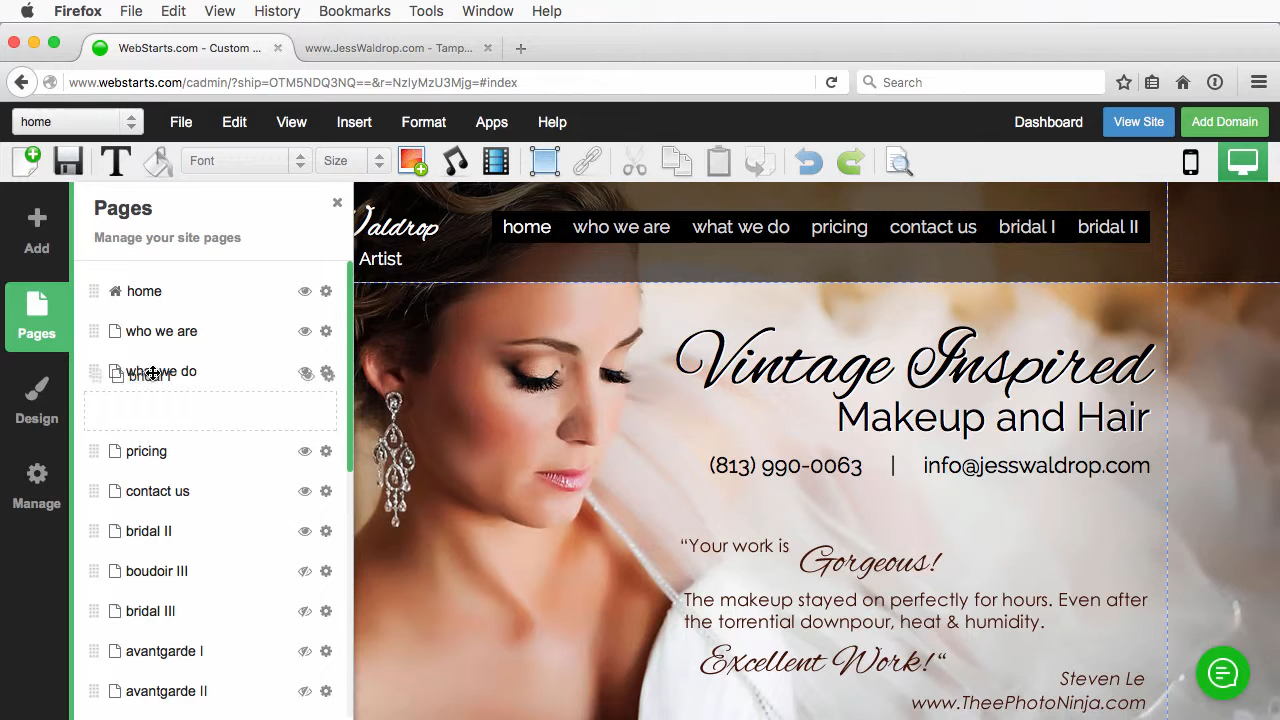 Firefox File Edit View History Bookmarks Tools Window Help
WebStarts.com - Custom ... www.JessWaldrop.com - Tamp...
www.webstarts.com/cadmin/?ship=OTM5NDQ3NQ==&r=NzIyMzU3Mjg=#index Search
home File Edit View Insert Format Apps Help Dashboard View Site Add Domain
Font Size
Add
Pages
Design
Manage
Pages
Manage your site pages
home
who we are
what we do
pricing
contact us
bridal II
boudoir III
bridal III
avantgarde I
avantgarde II
Waldrop
Artist
home who we are what we do pricing contact us bridal I bridal II
Vintage Inspired
Makeup and Hair
(813) 990-0063 | info@jesswaldrop.com
“Your work is Gorgeous!
The makeup stayed on perfectly for hours. Even after
the torrential downpour, heat & humidity.
Excellent Work!“
Steven Le
www.TheePhotoNinja.com